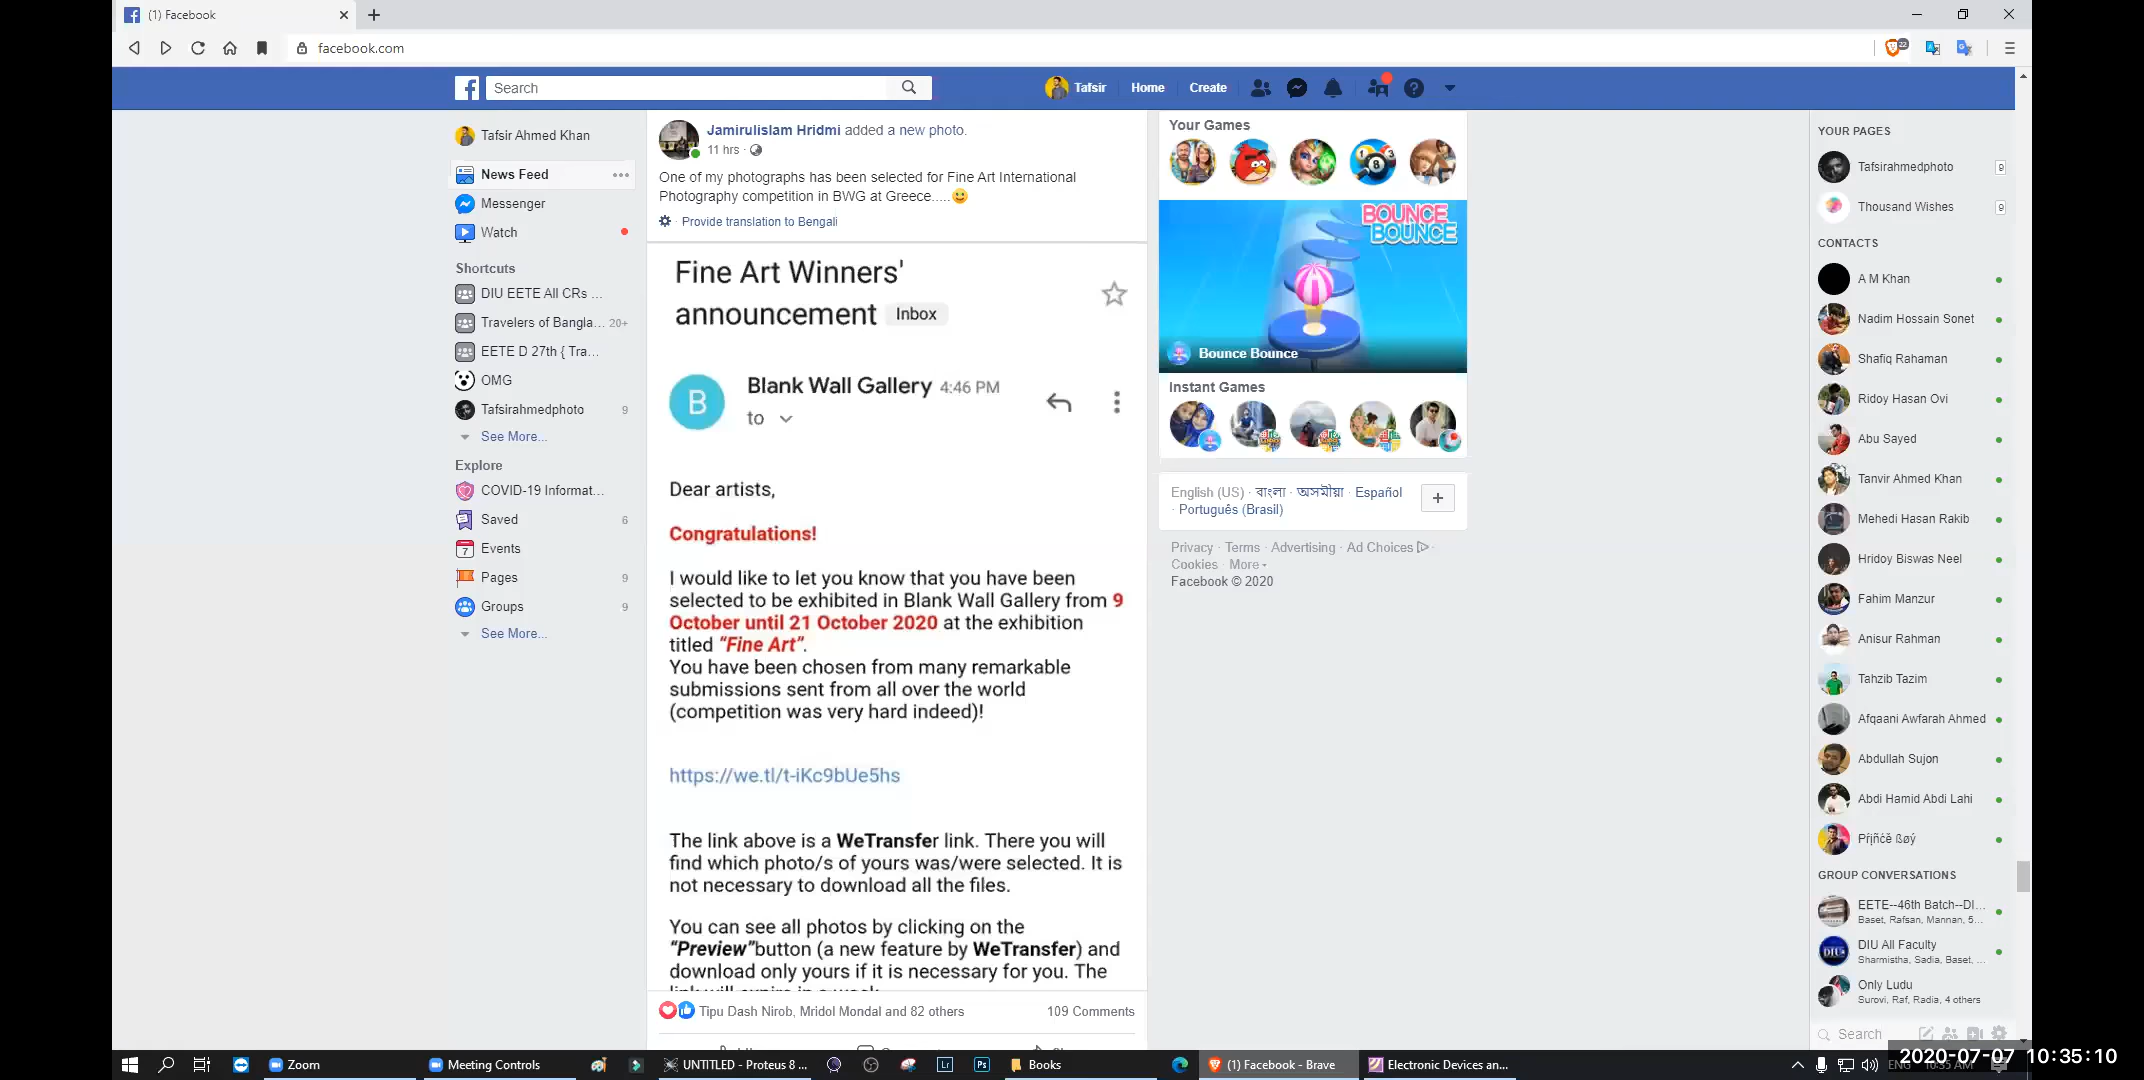 (1) Facebook
facebook.com
22
Search
Tafsir
Home
Create
Tafsir Ahmed Khan
News Feed
Messenger
Watch
Shortcuts
DIU EETE All CRs ...
Travelers of Bangla... 20+
EETE D 27th { Tra...
OMG
Tafsirahmedphoto 9
See More...
Explore
COVID-19 Informat...
Saved 6
Events
Pages 9
Groups 9
See More...
Jamirulislam Hridmi added a new photo.
11 hrs ·
One of my photographs has been selected for Fine Art International
Photography competition in BWG at Greece.....
· Provide translation to Bengali
Fine Art Winners'
announcement Inbox
B
Blank Wall Gallery 4:46 PM
to
Dear artists,
Congratulations!
I would like to let you know that you have been
selected to be exhibited in Blank Wall Gallery from 9
October until 21 October 2020 at the exhibition
titled “Fine Art”.
You have been chosen from many remarkable
submissions sent from all over the world
(competition was very hard indeed)!
https://we.tl/t-iKc9bUe5hs
The link above is a WeTransfer link. There you will
find which photo/s of yours was/were selected. It is
not necessary to download all the files.
You can see all photos by clicking on the
“Preview”button (a new feature by WeTransfer) and
download only yours if it is necessary for you. The
Tipu Dash Nirob, Mridol Mondal and 82 others
109 Comments
Your Games
BOUNCE
BOUNCE
Bounce Bounce
Instant Games
English (US) · বাংলা · অসমীয়া · Español
· Português (Brasil)
Privacy · Terms · Advertising · Ad Choices ·
Cookies · More
Facebook © 2020
YOUR PAGES
Tafsirahmedphoto 9
Thousand Wishes 9
CONTACTS
A M Khan
Nadim Hossain Sonet
Shafiq Rahaman
Ridoy Hasan Ovi
Abu Sayed
Tanvir Ahmed Khan
Mehedi Hasan Rakib
Hridoy Biswas Neel
Fahim Manzur
Anisur Rahman
Tahzib Tazim
Afqaani Awfarah Ahmed
Abdullah Sujon
Abdi Hamid Abdi Lahi
GROUP CONVERSATIONS
EETE--46th Batch--DI...
Baset, Rafsan, Mannan, 5...
DIU All Faculty
Sharmistha, Sadia, Baset, ...
Only Ludu
Surovi, Raf, Radia, 4 others
Search
Zoom
Meeting Controls
UNTITLED - Proteus 8 ...
Lr
Ps
Books
(1) Facebook - Brave
Electronic Devices an...
2020-07-07 10:35:10